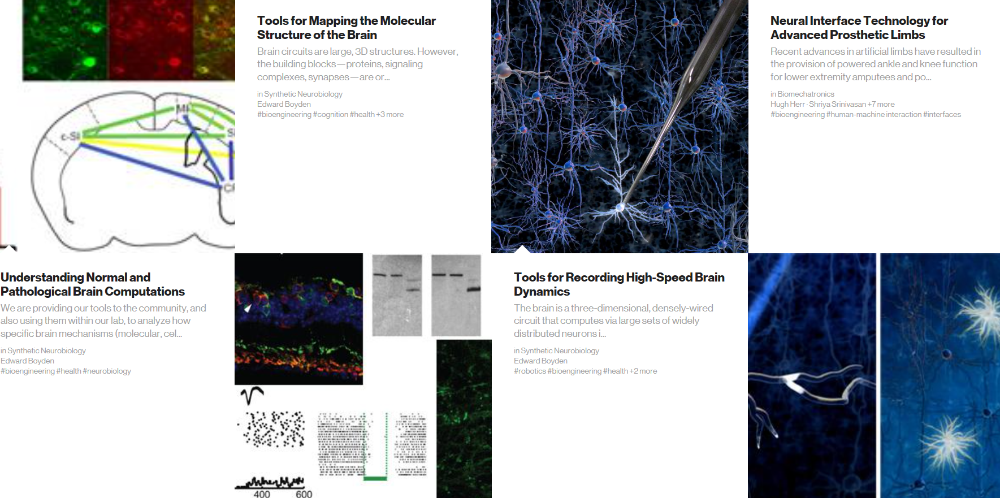 Tools for Mapping the Molecular
Structure of the Brain
Brain circuits are large, 3D structures. However,
the building blocks—proteins, signaling
complexes, synapses—are or...
in Synthetic Neurobiology
Edward Boyden
#bioengineering #cognition #health +3 more
Neural Interface Technology for
Advanced Prosthetic Limbs
Recent advances in artificial limbs have resulted in
the provision of powered ankle and knee function
for lower extremity amputees and po...
in Biomechatronics
Hugh Herr · Shriya Srinivasan +7 more
#bioengineering #human-machine interaction #interfaces
MI
c-SI
Understanding Normal and
Pathological Brain Computations
We are providing our tools to the community, and
also using them within our lab, to analyze how
specific brain mechanisms (molecular, cel...
in Synthetic Neurobiology
Edward Boyden
#bioengineering #health #neurobiology
400 600
Tools for Recording High-Speed Brain
Dynamics
The brain is a three-dimensional, densely-wired
circuit that computes via large sets of widely
distributed neurons i...
in Synthetic Neurobiology
Edward Boyden
#robotics #bioengineering #health +2 more